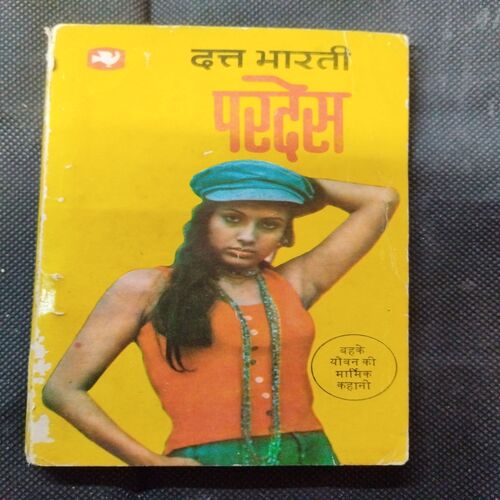 दत्त भारती
परदेस
बहके
यौवन की
मार्मिक
कहानी